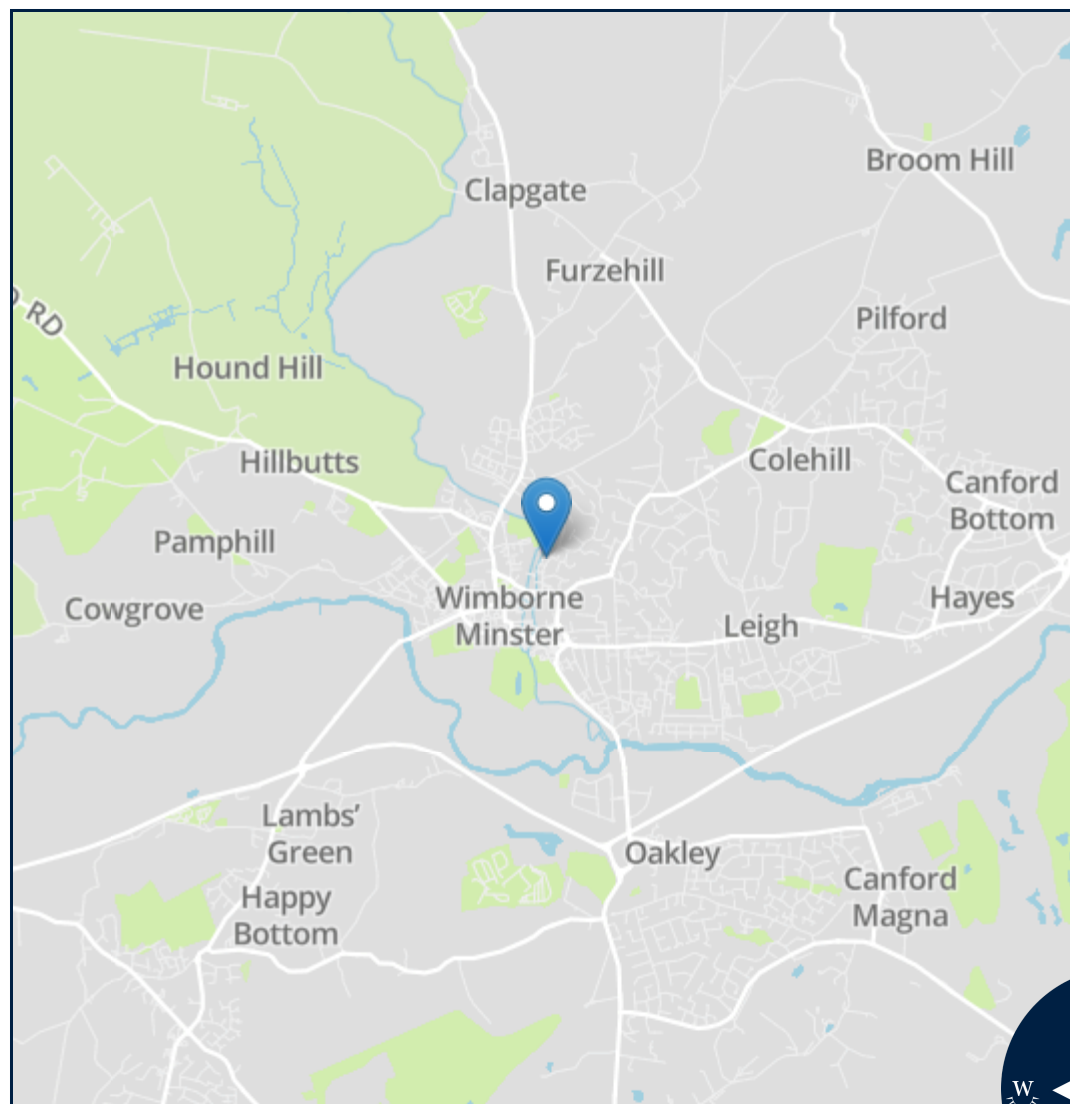 Broom Hill
Clapgate
Furzehill
Pilford
RD
Hound Hill
Hillbutts
Colehill
Canford
Bottom
Pamphill
Wimborne
Minster
Cowgrove
Hayes
Leigh
Lambs’
Green
Oakley
Happy
Bottom
Canford
Magna
W